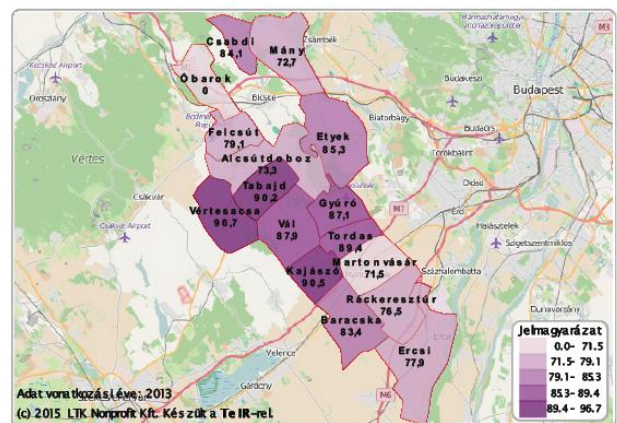 Hármashatárhegyi
vitorlázórepülőtér
M3
Csabdi
84,1
Mány
72,7
Zsámbék
Kecskéd Airport
Oroszlány
Óbarok
0
Bicske
Budakeszi
Budapest
Biatorbágy
Budaörs
Felcsút
79,1
Etyek
85,3
Törökbálint
Alcsútdoboz
73,3
Vértes
Tabajd
90,2
Diósd
Csákvár
Vértesacsa
96,7
Gyúró
87,1
M7
Érd
Csákvár Airport
Vál
87,9
Tordas
89,4
Halásztelek
Szigetszentmiklós
Kajászó
90,5
Martonvásár
71,5
Százhalombatta
Ráckeresztúr
76,5
Baracska
83,4
Dunavarsány
Velence
Ercsi
77,9
Gárdony
M6
Jelmagyarázat
0.0- 71.5
71.5- 79.1
79.1- 85.3
85.3- 89.4
89.4- 96.7
Adat vonatkozási éve: 2013
(c) 2015 LTK Nonprofit Kft. Készült a TeIR-rel.